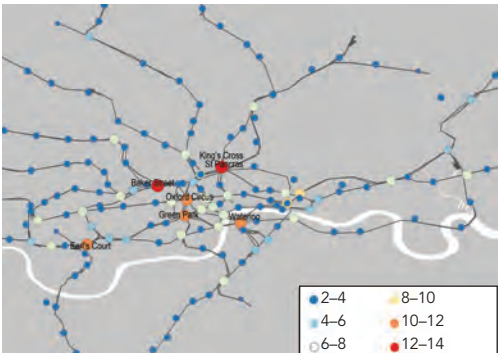 King's Cross
St Pancras
Baker Street
Oxford Circus
Green Park
Waterloo
Earl's Court
2–4
8–10
4–6
10–12
6–8
12–14